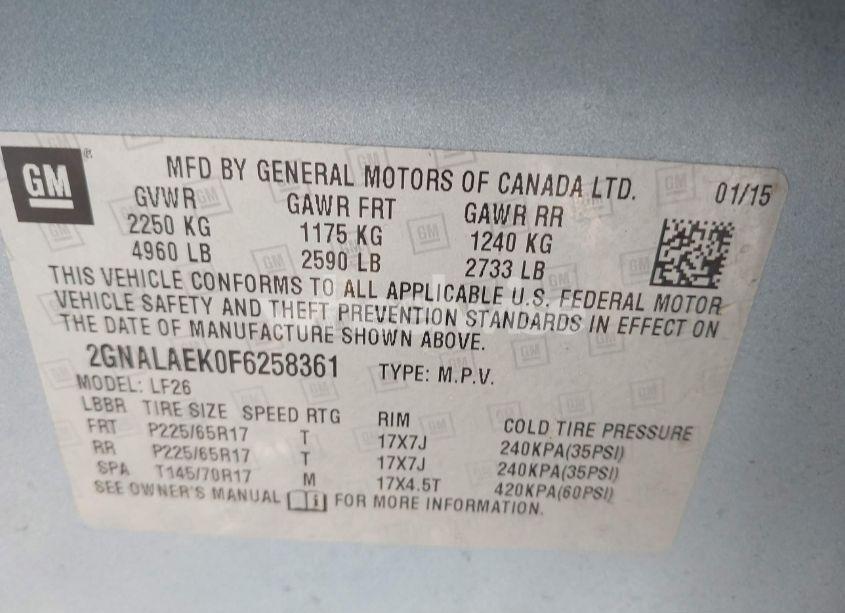 GM
MFD BY GENERAL MOTORS OF CANADA LTD. 01/15
GVWR GAWR FRT GAWR RR
2250 KG 1175 KG 1240 KG
4960 LB 2590 LB 2733 LB
THIS VEHICLE CONFORMS TO ALL APPLICABLE U.S. FEDERAL MOTOR
VEHICLE SAFETY AND THEFT PREVENTION STANDARDS IN EFFECT ON
THE DATE OF MANUFACTURE SHOWN ABOVE.
2GNALAEK0F6258361 TYPE: M.P.V.
MODEL: LF26
LBBR TIRE SIZE SPEED RTG RIM COLD TIRE PRESSURE
FRT P225/65R17 T 17X7J 240KPA(35PSI)
RR P225/65R17 T 17X7J 240KPA(35PSI)
SPA T145/70R17 M 17X4.5T 420KPA(60PSI)
SEE OWNER'S MANUAL FOR MORE INFORMATION.